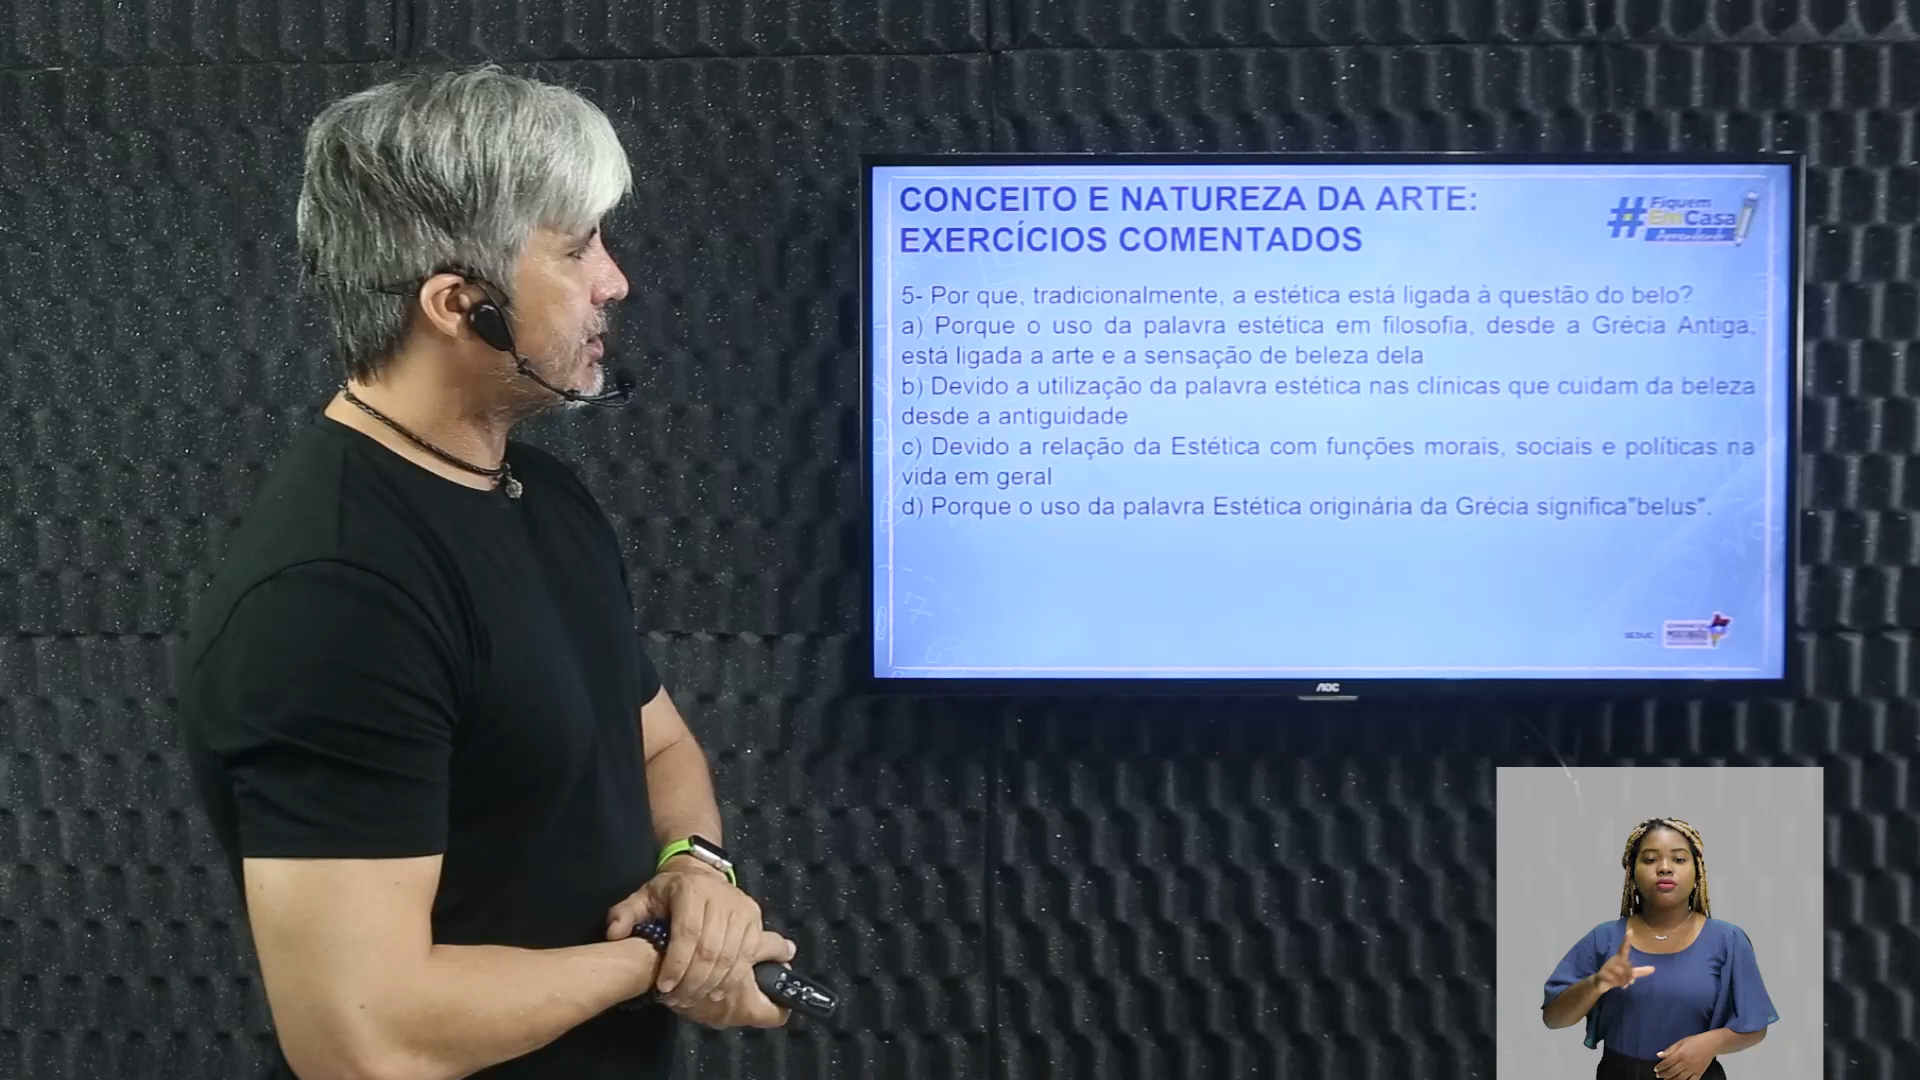 CONCEITO E NATUREZA DA ARTE:
EXERCÍCIOS COMENTADOS
#Fiquem
EmCasa
5- Por que, tradicionalmente, a estética está ligada à questão do belo?
a) Porque o uso da palavra estética em filosofia, desde a Grécia Antiga,
está ligada a arte e a sensação de beleza dela
b) Devido a utilização da palavra estética nas clínicas que cuidam da beleza
desde a antiguidade
c) Devido a relação da Estética com funções morais, sociais e políticas na
vida em geral
d) Porque o uso da palavra Estética originária da Grécia significa"belus".
SEDUC
AOC